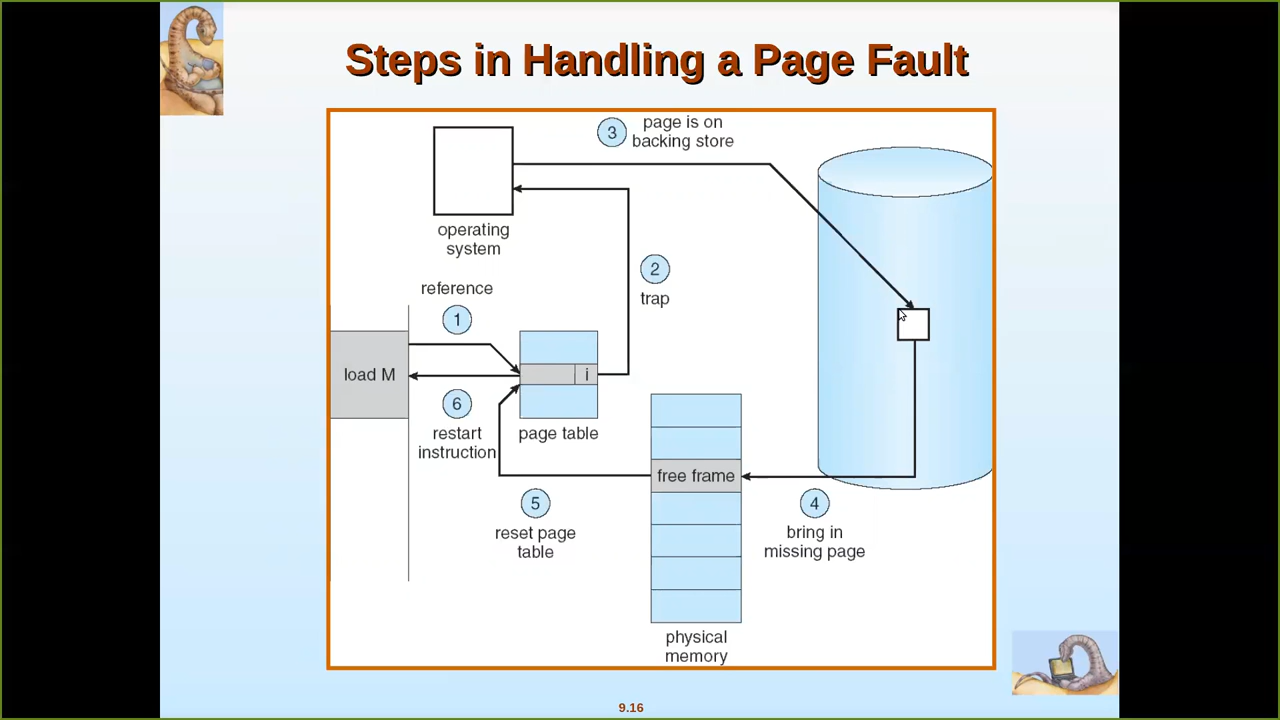 Steps in Handling a Page Fault
3
page is on
backing store
operating
system
2
trap
reference
1
load M
i
6
restart
instruction
page table
free frame
5
reset page
table
4
bring in
missing page
physical
memory
9.16